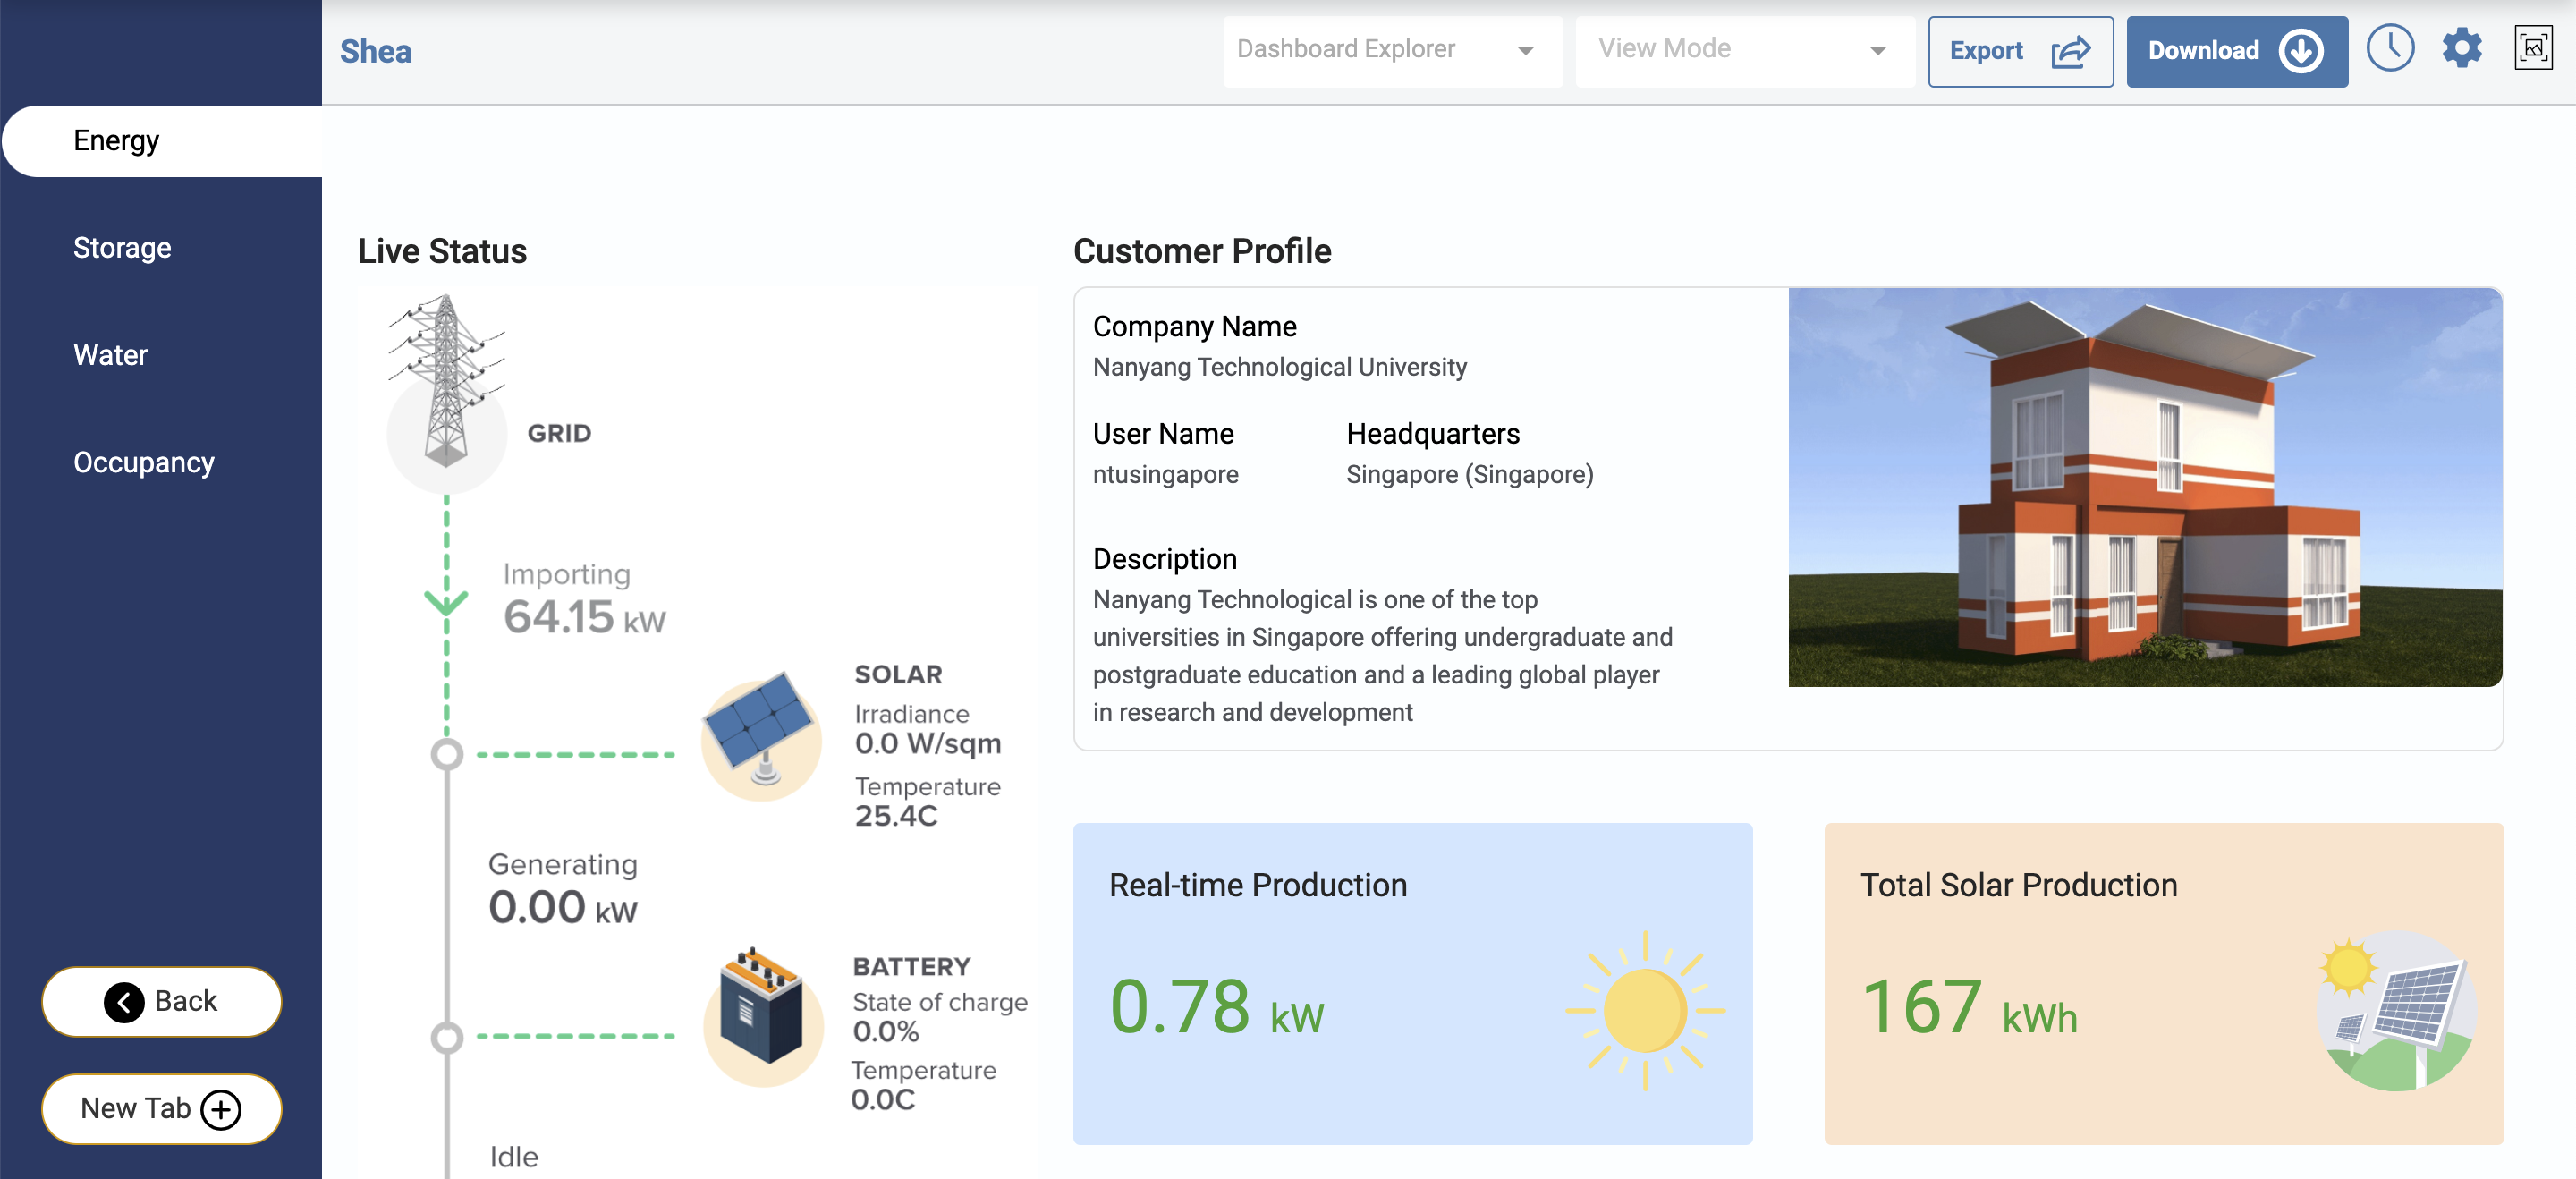 Shea
Dashboard Explorer
View Mode
Export
Download
Energy
Storage
Water
Occupancy
Back
New Tab
Live Status
GRID
Importing
64.15 kW
SOLAR
Irradiance
0.0 W/sqm
Temperature
25.4C
Generating
0.00 kW
BATTERY
State of charge
0.0%
Temperature
0.0C
Idle
Customer Profile
Company Name
Nanyang Technological University
User Name
ntusingapore
Headquarters
Singapore (Singapore)
Description
Nanyang Technological is one of the top
universities in Singapore offering undergraduate and
postgraduate education and a leading global player
in research and development
Real-time Production
0.78 kW
Total Solar Production
167 kWh